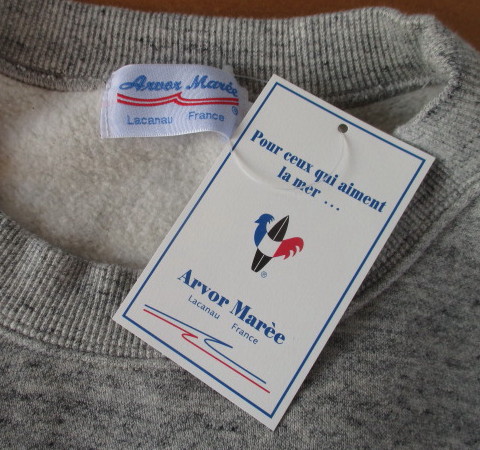 Arvor Marèe
®
Lacanau France
Pour ceux qui aiment
la mer ...
®
Arvor Marèe
Lacanau France